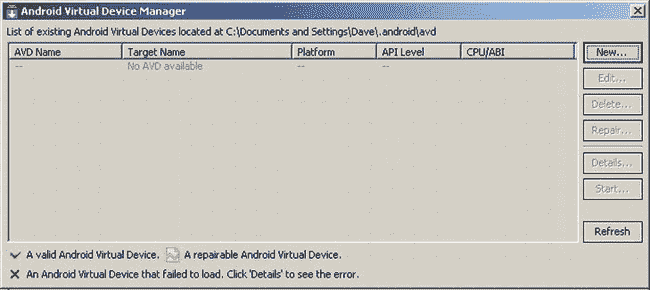 Android Virtual Device Manager
List of existing Android Virtual Devices located at C:\Documents and Settings\Dave\.android\avd
AVD Name Target Name Platform API Level CPU/ABI
-- No AVD available -- --
New...
Edit...
Delete...
Repair...
Details...
Start...
Refresh
A valid Android Virtual Device. A repairable Android Virtual Device.
An Android Virtual Device that failed to load. Click 'Details' to see the error.